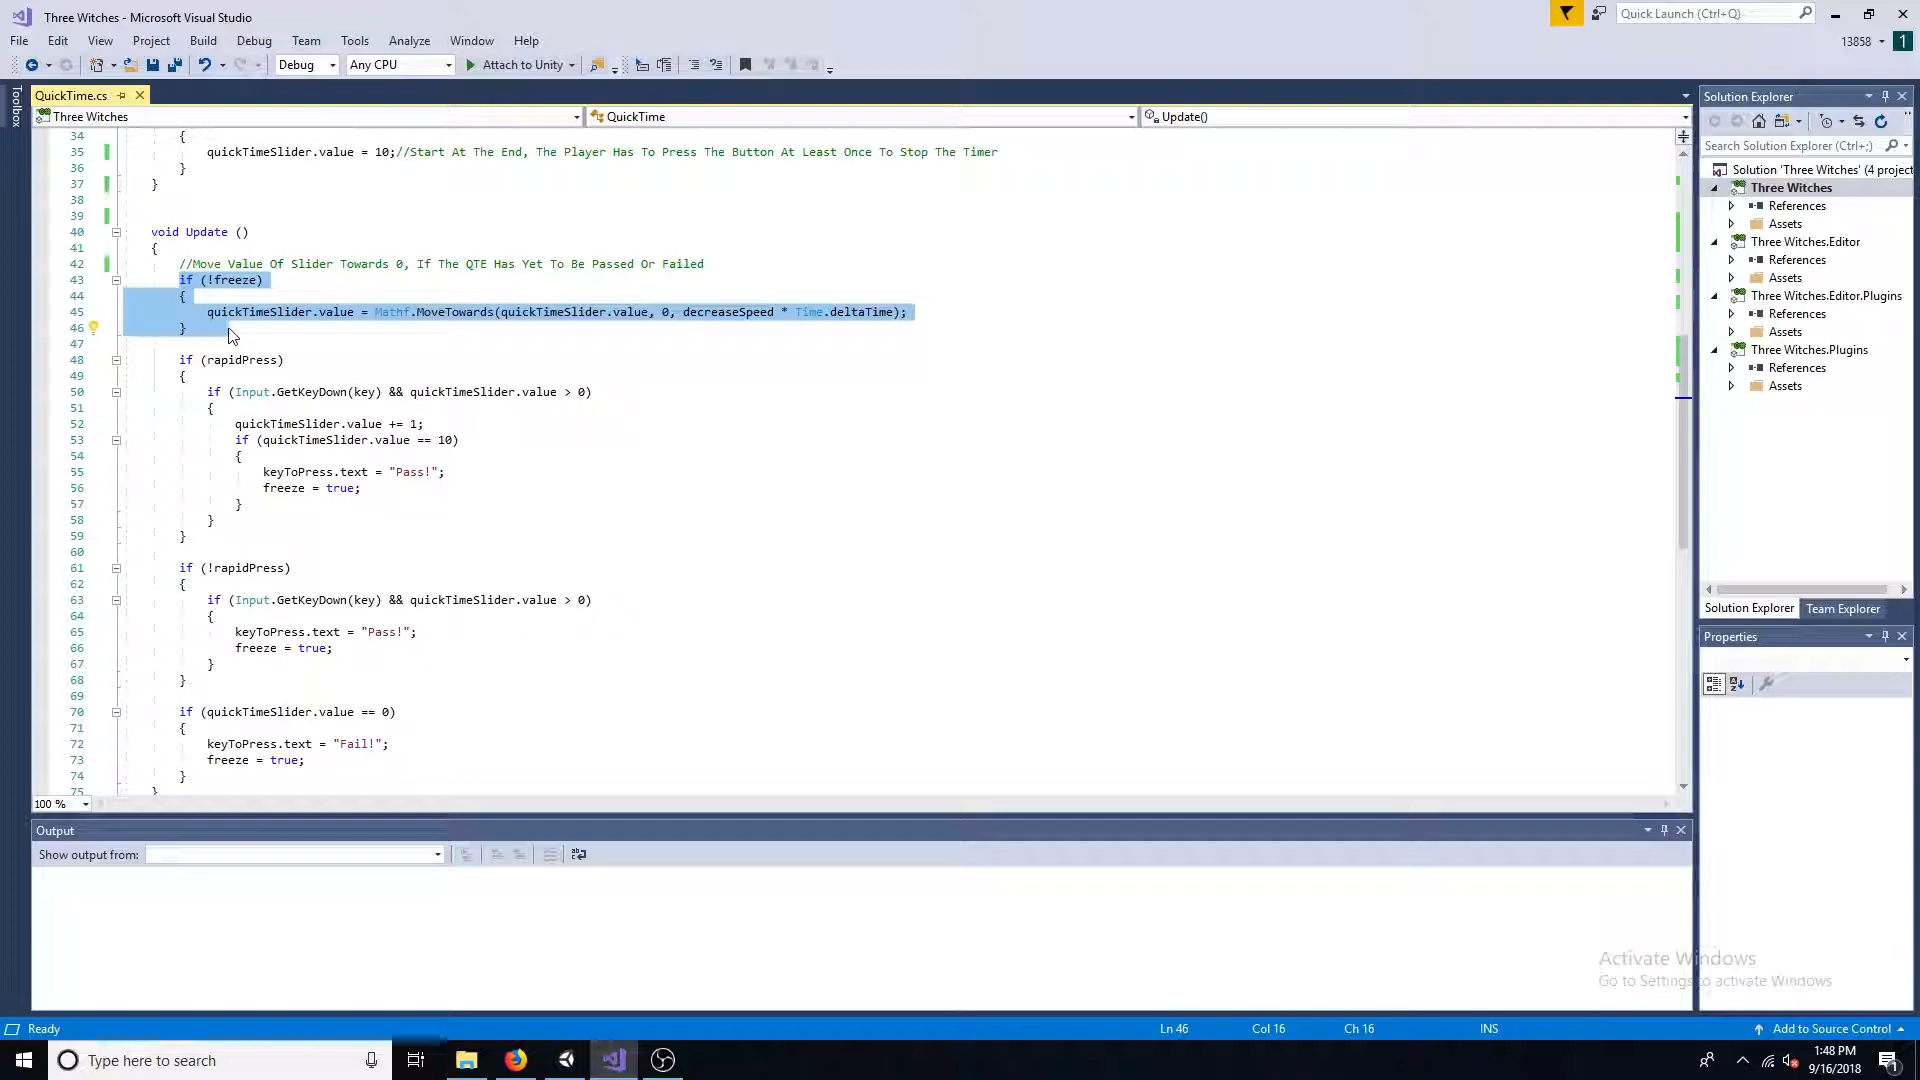 Three Witches - Microsoft Visual Studio
Quick Launch (Ctrl+Q)
File Edit View Project Build Debug Team Tools Test Analyze Window Help
13858
1
Debug Any CPU Attach to Unity
Toolbox
QuickTime.cs
Three Witches QuickTime Update()
34 {
35 quickTimeSlider.value = 10;//Start At The End, The Player Has To Press The Button At Least Once To Stop The Timer
36 }
37 }
38
39
40 void Update ()
41 {
42 //Move Value Of Slider Towards 0, If The QTE Has Yet To Be Passed Or Failed
43 if (!freeze)
44 {
45 quickTimeSlider.value = Mathf.MoveTowards(quickTimeSlider.value, 0, decreaseSpeed * Time.deltaTime);
46 }
47
48 if (rapidPress)
49 {
50 if (Input.GetKeyDown(key) && quickTimeSlider.value > 0)
51 {
52 quickTimeSlider.value += 1;
53 if (quickTimeSlider.value == 10)
54 {
55 keyToPress.text = "Pass!";
56 freeze = true;
57 }
58 }
59 }
60
61 if (!rapidPress)
62 {
63 if (Input.GetKeyDown(key) && quickTimeSlider.value > 0)
64 {
65 keyToPress.text = "Pass!";
66 freeze = true;
67 }
68 }
69
70 if (quickTimeSlider.value == 0)
71 {
72 keyToPress.text = "Fail!";
73 freeze = true;
74 }
75 }
100 %
Solution Explorer
Search Solution Explorer (Ctrl+;)
Solution 'Three Witches' (4 project
Three Witches
References
Assets
Three Witches.Editor
References
Assets
Three Witches.Editor.Plugins
References
Assets
Three Witches.Plugins
References
Assets
Solution Explorer Team Explorer
Properties
Output
Show output from:
Activate Windows
Go to Settings to activate Windows
Ready Ln 46 Col 16 Ch 16 INS Add to Source Control
Type here to search
1:48 PM
9/16/2018
1